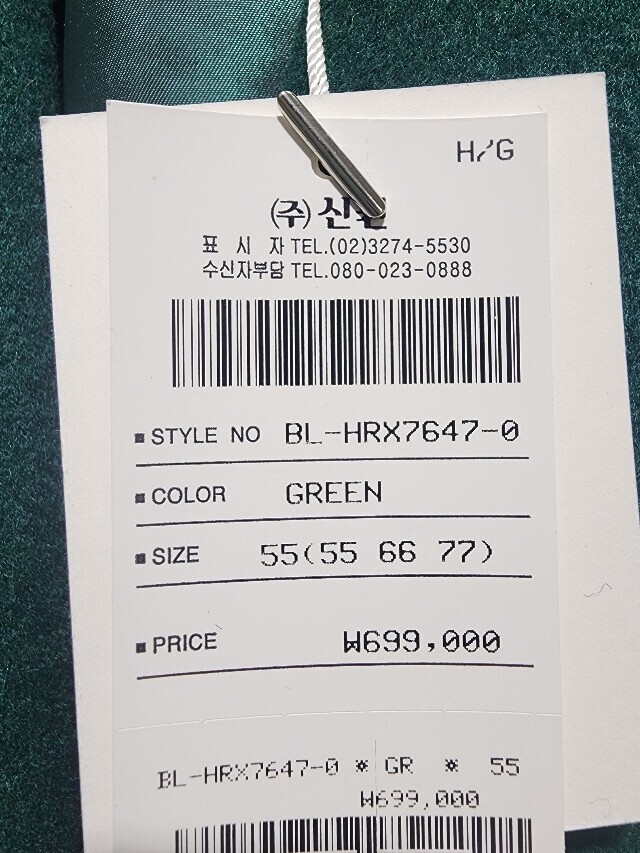 H/G
(주) 신원
표 시 자 TEL.(02)3274-5530
수신자부담 TEL.080-023-0888
■ STYLE NO BL-HRX7647-0
■ COLOR GREEN
■ SIZE 55(55 66 77)
■ PRICE ₩699,000
BL-HRX7647-0 * GR * 55
₩699,000